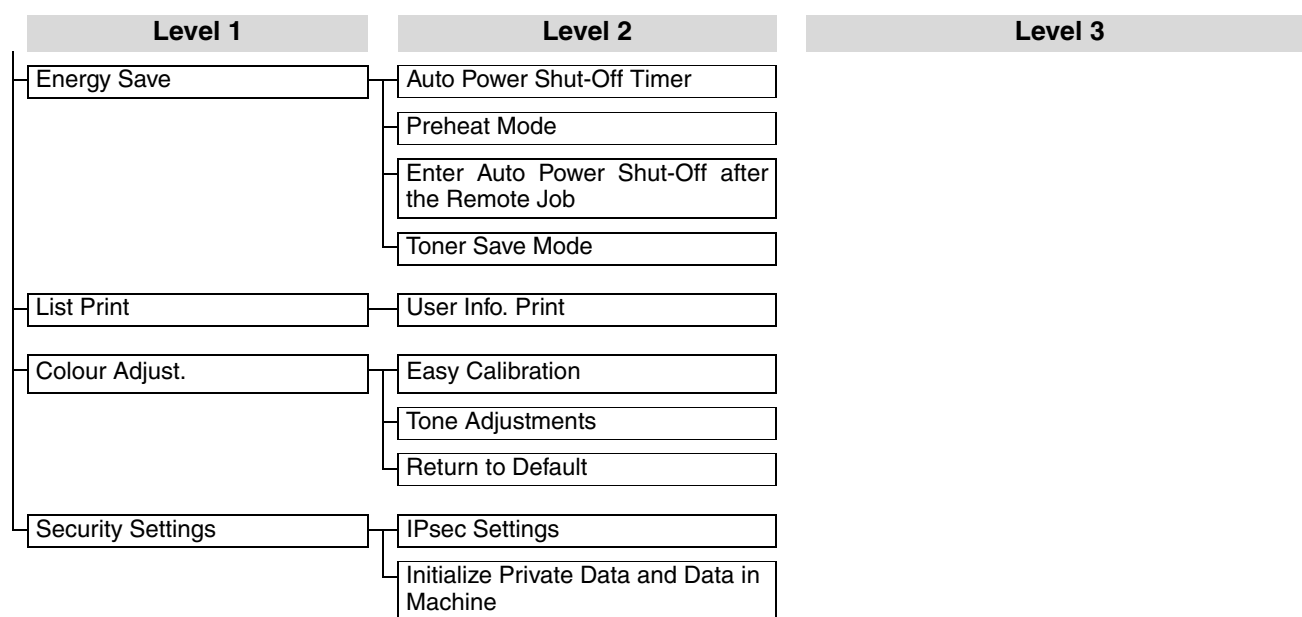 Level 1 Level 2 Level 3
Energy Save Auto Power Shut-Off Timer
Preheat Mode
Enter Auto Power Shut-Off after
the Remote Job
Toner Save Mode
List Print User Info. Print
Colour Adjust. Easy Calibration
Tone Adjustments
Return to Default
Security Settings IPsec Settings
Initialize Private Data and Data in
Machine